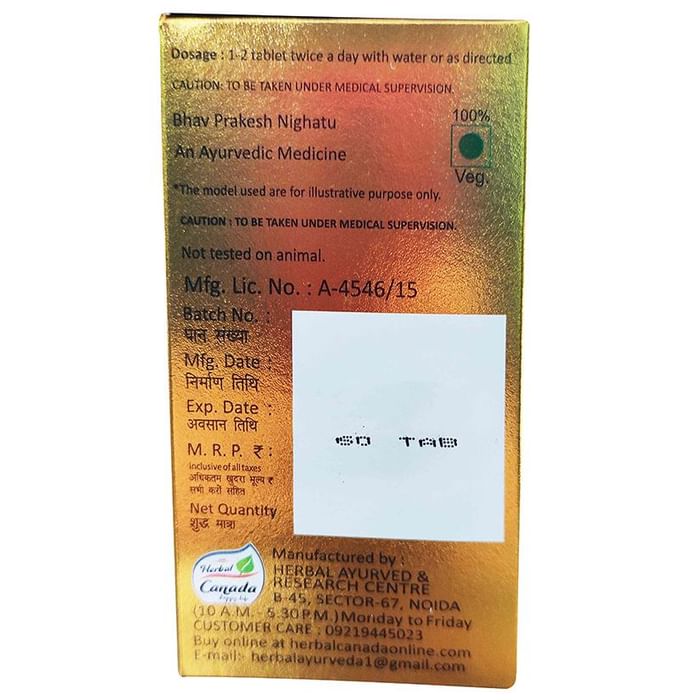 Dosage : 1-2 tablet twice a day with water or as directed
CAUTION: TO BE TAKEN UNDER MEDICAL SUPERVISION.
Bhav Prakesh Nighatu
100%
An Ayurvedic Medicine
Veg.
*The model used are for illustrative purpose only.
CAUTION : TO BE TAKEN UNDER MEDICAL SUPERVISION.
Not tested on animal.
Mfg. Lic. No. : A-4546/15
Batch No. :
घान संख्या
Mfg. Date :
निर्माण तिथि
Exp. Date :
अवसान तिथि
M. R. P. ₹ :
Inclusive of all taxes
अधिकतम खुदरा मूल्य ₹
सभी करों सहित
Net Quantity
शुद्ध मात्रा
TAB
Herbal
Canada
Manufactured by :
HERBAL AYURVED &
RESEARCH CENTRE
B-45, SECTOR-67, NOIDA
(10 A.M. - 5.30 P.M.) Monday to Friday
CUSTOMER CARE : 09219445023
Buy online at herbalcanadaonline.com
E-mail:- herbalayurveda1@gmail.com